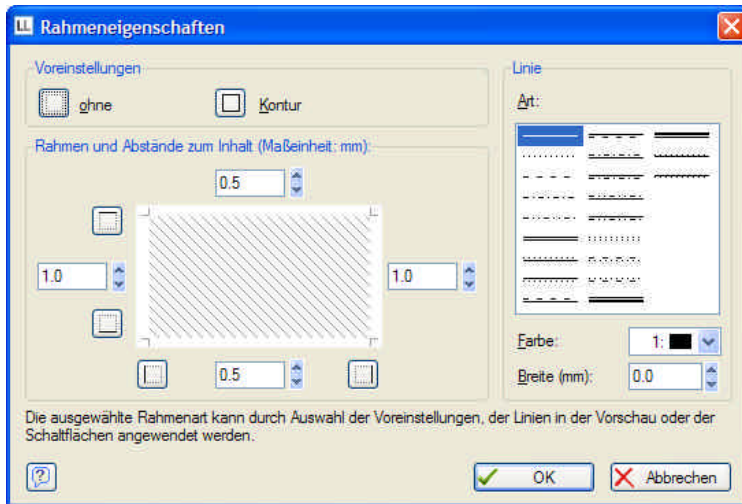 LL Rahmeneigenschaften
Voreinstellungen
ohne
Kontur
Rahmen und Abstände zum Inhalt (Maßeinheit: mm):
0.5
1.0
1.0
0.5
Linie
Art:
Farbe:
1:
Breite (mm):
0.0
Die ausgewählte Rahmenart kann durch Auswahl der Voreinstellungen, der Linien in der Vorschau oder der
Schaltflächen angewendet werden.
?
OK
Abbrechen